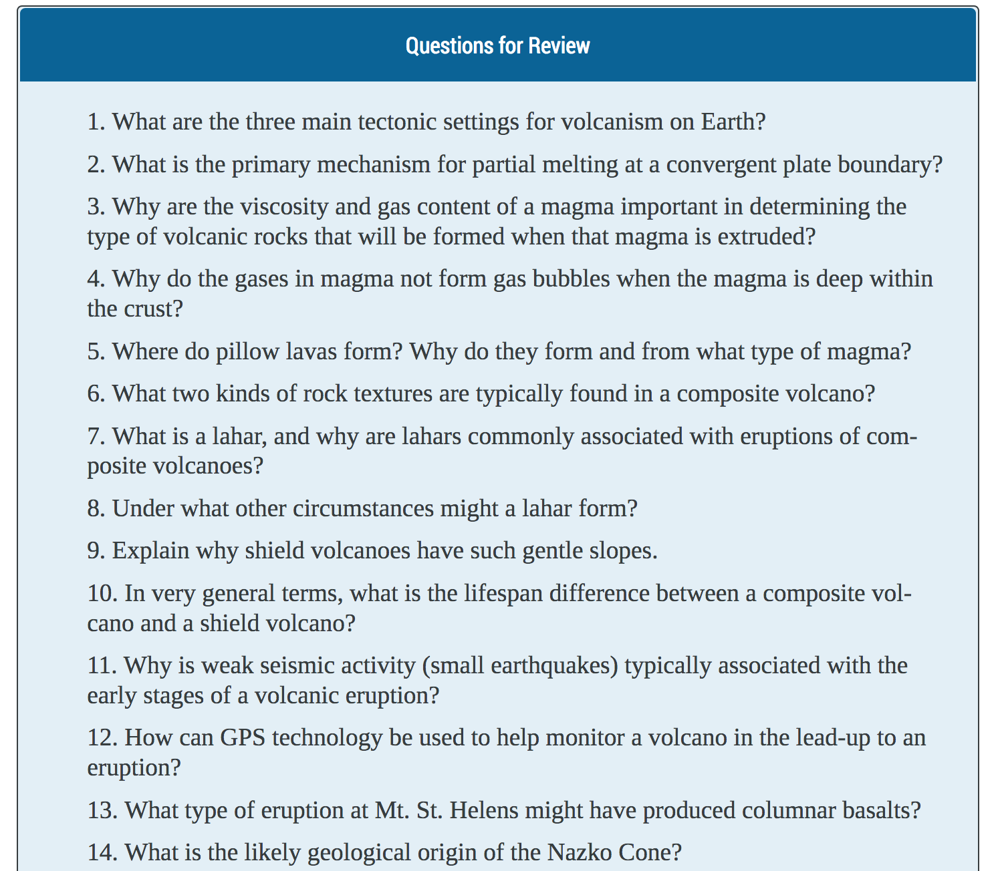 Questions for Review
1. What are the three main tectonic settings for volcanism on Earth?
2. What is the primary mechanism for partial melting at a convergent plate boundary?
3. Why are the viscosity and gas content of a magma important in determining the
type of volcanic rocks that will be formed when that magma is extruded?
4. Why do the gases in magma not form gas bubbles when the magma is deep within
the crust?
5. Where do pillow lavas form? Why do they form and from what type of magma?
6. What two kinds of rock textures are typically found in a composite volcano?
7. What is a lahar, and why are lahars commonly associated with eruptions of com-
posite volcanoes?
8. Under what other circumstances might a lahar form?
9. Explain why shield volcanoes have such gentle slopes.
10. In very general terms, what is the lifespan difference between a composite vol-
cano and a shield volcano?
11. Why is weak seismic activity (small earthquakes) typically associated with the
early stages of a volcanic eruption?
12. How can GPS technology be used to help monitor a volcano in the lead-up to an
eruption?
13. What type of eruption at Mt. St. Helens might have produced columnar basalts?
14. What is the likely geological origin of the Nazko Cone?